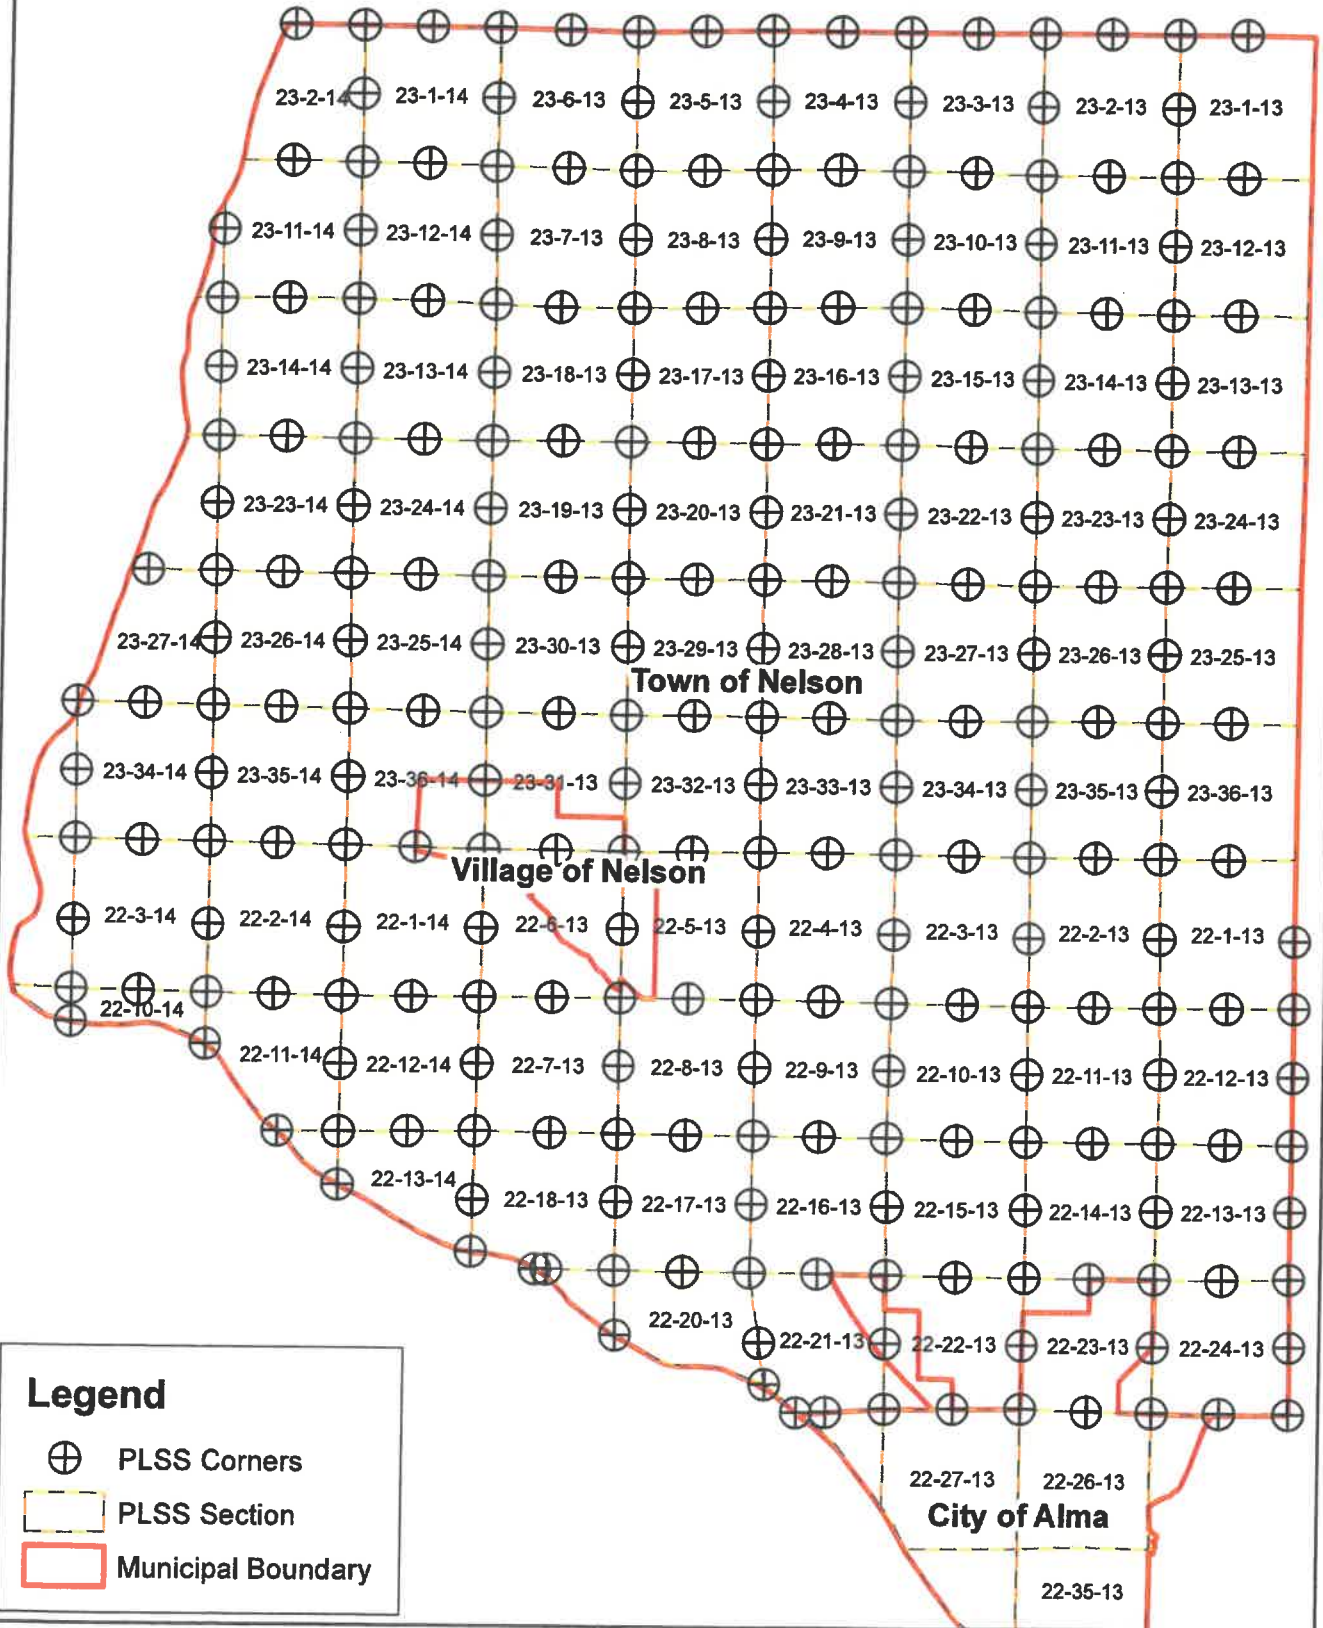 23-2-14 23-1-14 23-6-13 23-5-13 23-4-13 23-3-13 23-2-13 23-1-13
23-11-14 23-12-14 23-7-13 23-8-13 23-9-13 23-10-13 23-11-13 23-12-13
23-14-14 23-13-14 23-18-13 23-17-13 23-16-13 23-15-13 23-14-13 23-13-13
23-23-14 23-24-14 23-19-13 23-20-13 23-21-13 23-22-13 23-23-13 23-24-13
23-27-14 23-26-14 23-25-14 23-30-13 23-29-13 23-28-13 23-27-13 23-26-13 23-25-13
Town of Nelson
23-34-14 23-35-14 23-36-14 23-31-13 23-32-13 23-33-13 23-34-13 23-35-13 23-36-13
Village of Nelson
22-3-14 22-2-14 22-1-14 22-6-13 22-5-13 22-4-13 22-3-13 22-2-13 22-1-13
22-10-14
22-11-14 22-12-14 22-7-13 22-8-13 22-9-13 22-10-13 22-11-13 22-12-13
22-13-14 22-18-13 22-17-13 22-16-13 22-15-13 22-14-13 22-13-13
22-20-13 22-21-13 22-22-13 22-23-13 22-24-13
22-27-13 22-26-13
City of Alma
22-35-13
Legend
PLSS Corners
PLSS Section
Municipal Boundary